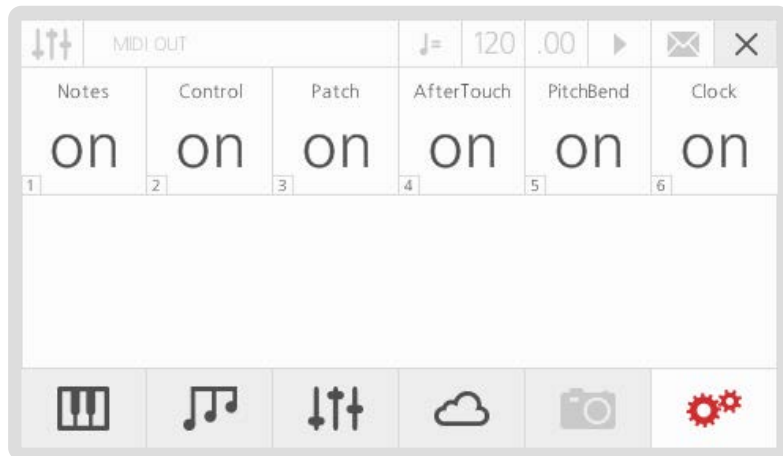 MIDI OUT ♩= 120 .00
Notes Control Patch AfterTouch PitchBend Clock
on on on on on on
1 2 3 4 5 6